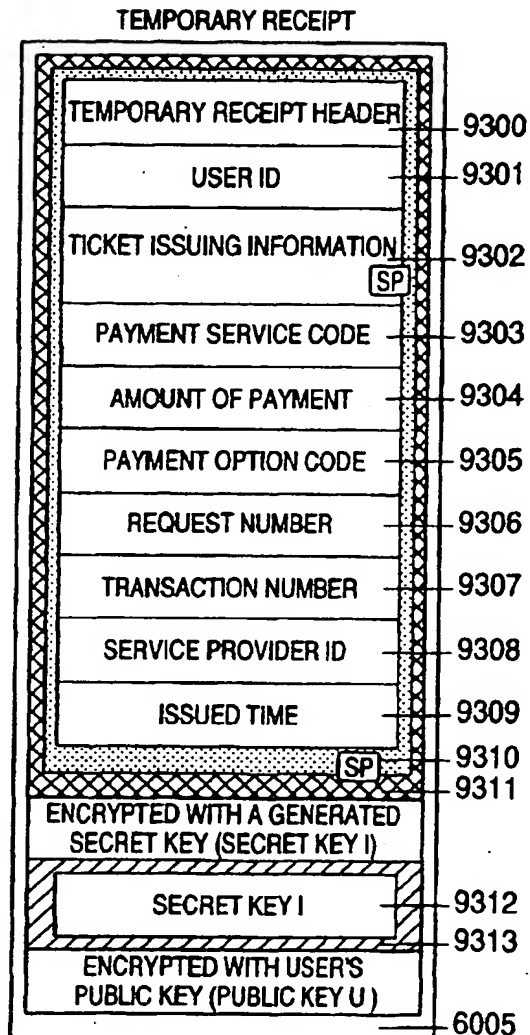 TEMPORARY RECEIPT
TEMPORARY RECEIPT HEADER
9300
USER ID
9301
TICKET ISSUING INFORMATION
9302
SP
PAYMENT SERVICE CODE
9303
AMOUNT OF PAYMENT
9304
PAYMENT OPTION CODE
9305
REQUEST NUMBER
9306
TRANSACTION NUMBER
9307
SERVICE PROVIDER ID
9308
ISSUED TIME
9309
SP
9310
9311
ENCRYPTED WITH A GENERATED
SECRET KEY (SECRET KEY I)
SECRET KEY I
9312
9313
ENCRYPTED WITH USER'S
PUBLIC KEY (PUBLIC KEY U)
6005